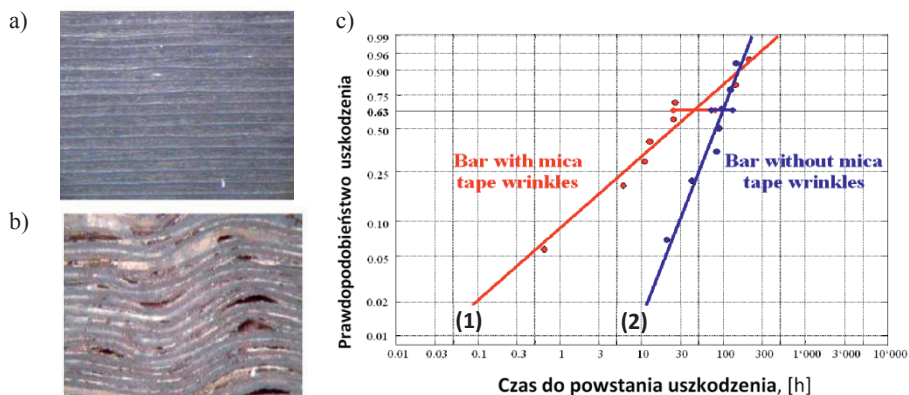 a)
b)
c)
Prawdopodobieństwo uszkodzenia
0.99
0.96
0.90
0.75
0.63
0.50
0.25
0.10
0.05
0.02
0.01
Bar with mica
tape wrinkles
Bar without mica
tape wrinkles
(1)
(2)
0.01 0.03 0.1 0.3 1 3 10 30 100 300 1'000 3'000 10'000
Czas do powstania uszkodzenia, [h]